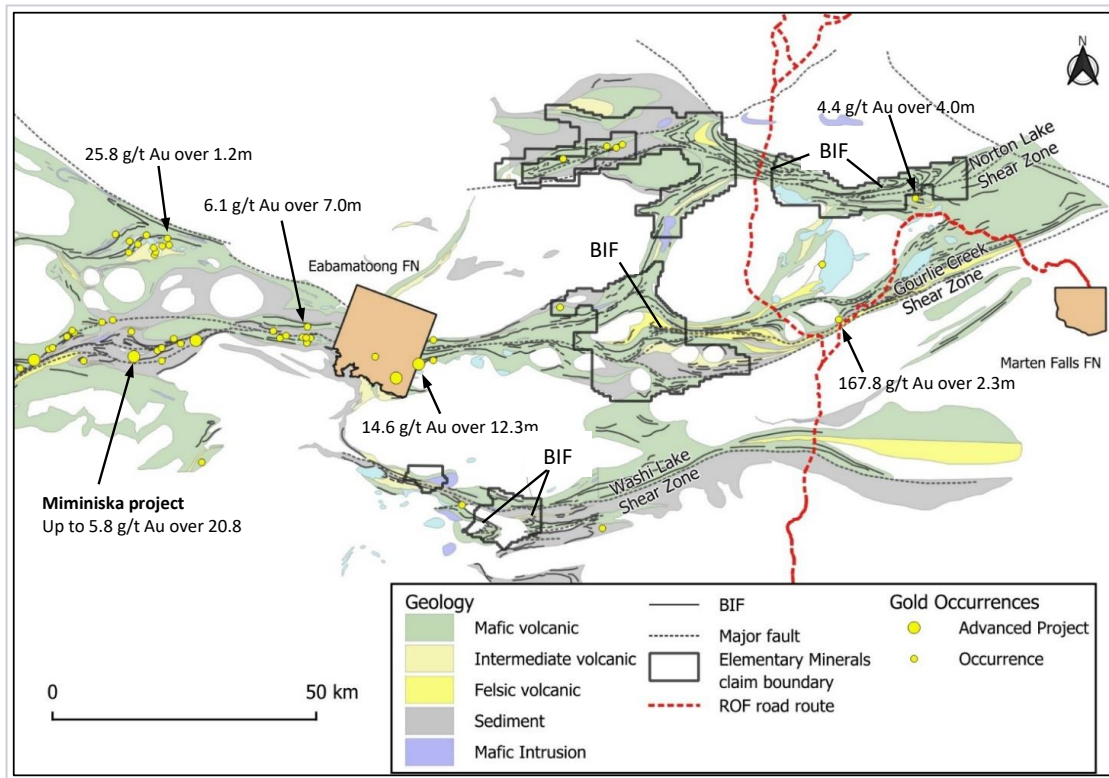 N
4.4 g/t Au over 4.0m
25.8 g/t Au over 1.2m
BIF
Norton Lake
Shear Zone
6.1 g/t Au over 7.0m
Eabamatoong FN
BIF
Gourlie Creek
Shear Zone
Marten Falls FN
167.8 g/t Au over 2.3m
14.6 g/t Au over 12.3m
BIF
Washi Lake
Shear Zone
Miminiska project
Up to 5.8 g/t Au over 20.8
Geology
Mafic volcanic
Intermediate volcanic
Felsic volcanic
Sediment
Mafic Intrusion
BIF
Major fault
Elementary Minerals
claim boundary
ROF road route
Gold Occurrences
Advanced Project
Occurrence
0
50 km